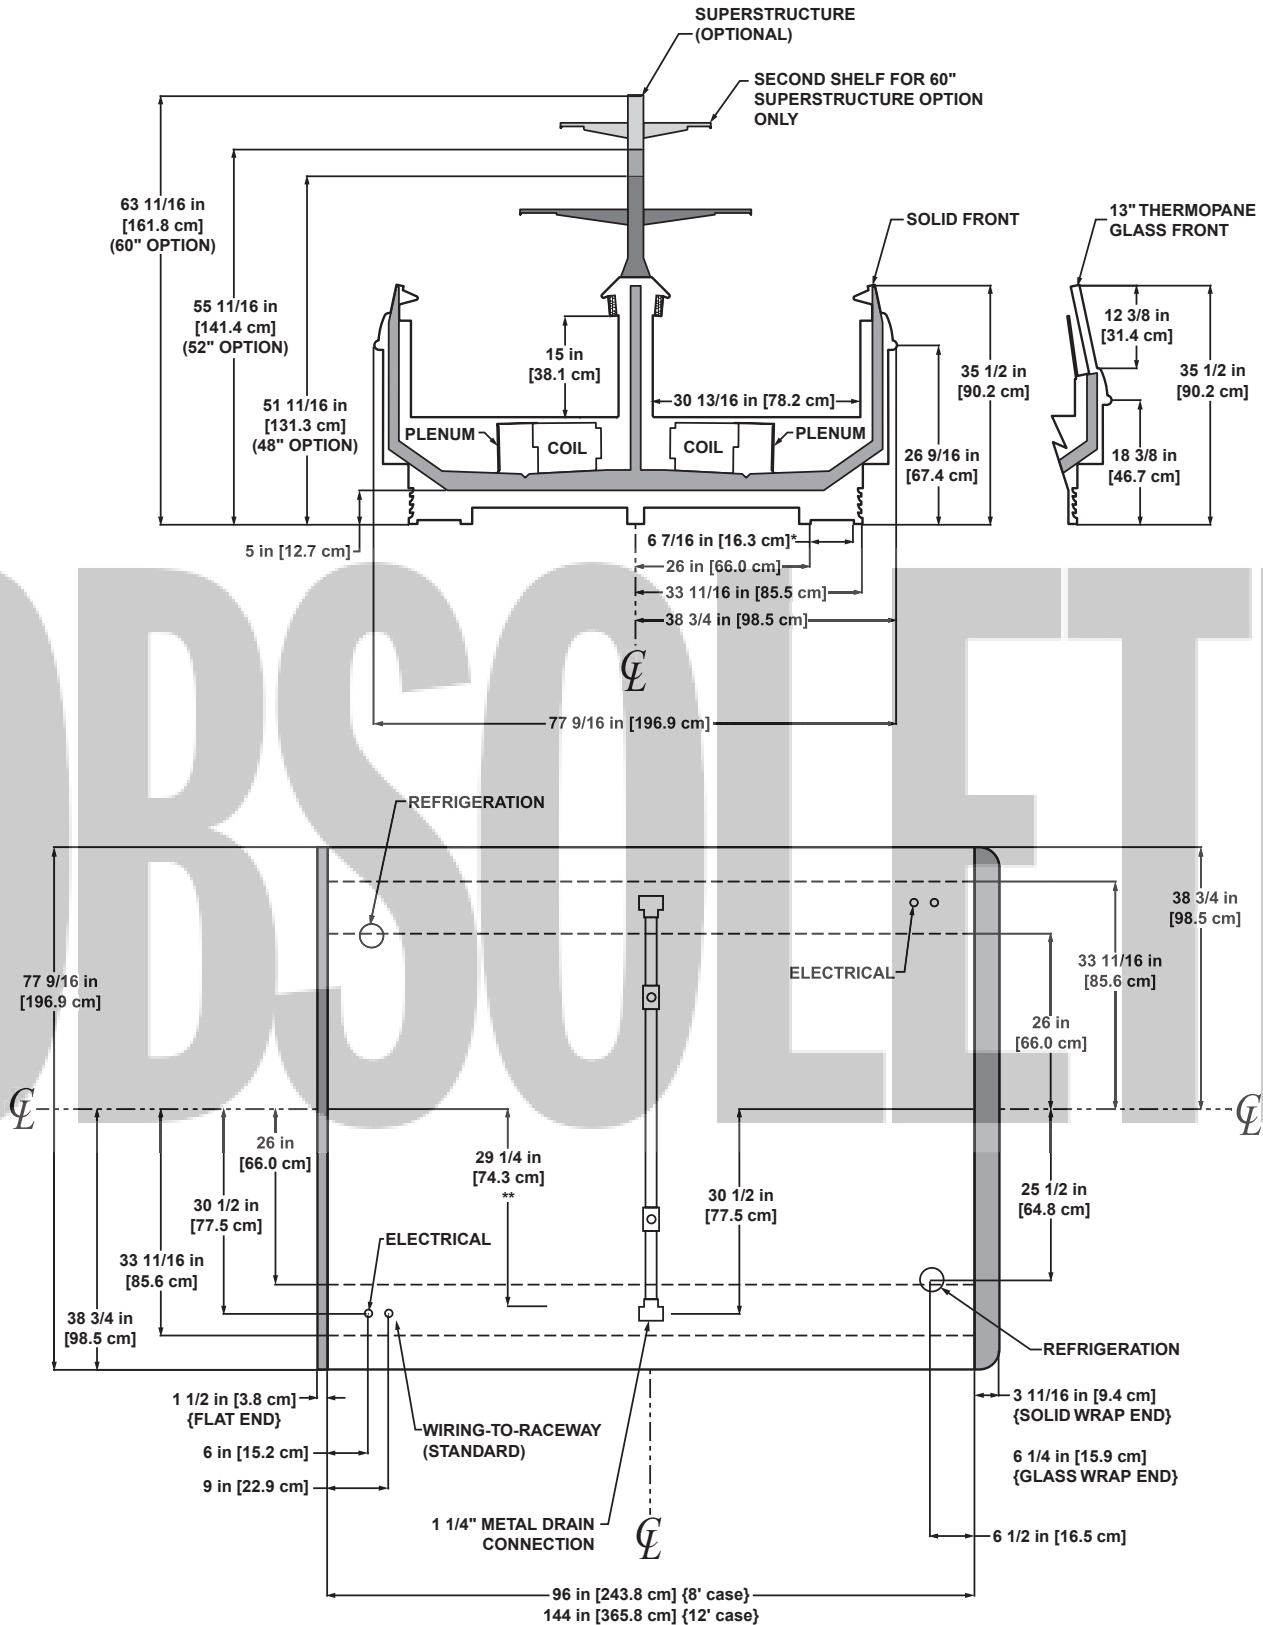 SUPERSTRUCTURE
(OPTIONAL)
SECOND SHELF FOR 60"
SUPERSTRUCTURE OPTION
ONLY
63 11/16 in
[161.8 cm]
(60" OPTION)
13" THERMOPANE
GLASS FRONT
SOLID FRONT
55 11/16 in
[141.4 cm]
(52" OPTION)
12 3/8 in
[31.4 cm]
15 in
[38.1 cm]
35 1/2 in
[90.2 cm]
35 1/2 in
[90.2 cm]
51 11/16 in
[131.3 cm]
(48" OPTION)
30 13/16 in [78.2 cm]
PLENUM
COIL
COIL
PLENUM
26 9/16 in
[67.4 cm]
18 3/8 in
[46.7 cm]
5 in [12.7 cm]
6 7/16 in [16.3 cm]*
26 in [66.0 cm]
33 11/16 in [85.5 cm]
38 3/4 in [98.5 cm]
CL
77 9/16 in [196.9 cm]
OBSOLETE
REFRIGERATION
38 3/4 in
[98.5 cm]
33 11/16 in
[85.6 cm]
ELECTRICAL
77 9/16 in
[196.9 cm]
26 in
[66.0 cm]
CL
CL
26 in
[66.0 cm]
29 1/4 in
[74.3 cm]
**
30 1/2 in
[77.5 cm]
30 1/2 in
[77.5 cm]
25 1/2 in
[64.8 cm]
ELECTRICAL
33 11/16 in
[85.6 cm]
38 3/4 in
[98.5 cm]
REFRIGERATION
1 1/2 in [3.8 cm]
{FLAT END}
3 11/16 in [9.4 cm]
{SOLID WRAP END}
WIRING-TO-RACEWAY
(STANDARD)
6 in [15.2 cm]
6 1/4 in [15.9 cm]
{GLASS WRAP END}
9 in [22.9 cm]
1 1/4" METAL DRAIN
CONNECTION
CL
6 1/2 in [16.5 cm]
96 in [243.8 cm] {8' case}
144 in [365.8 cm] {12' case}